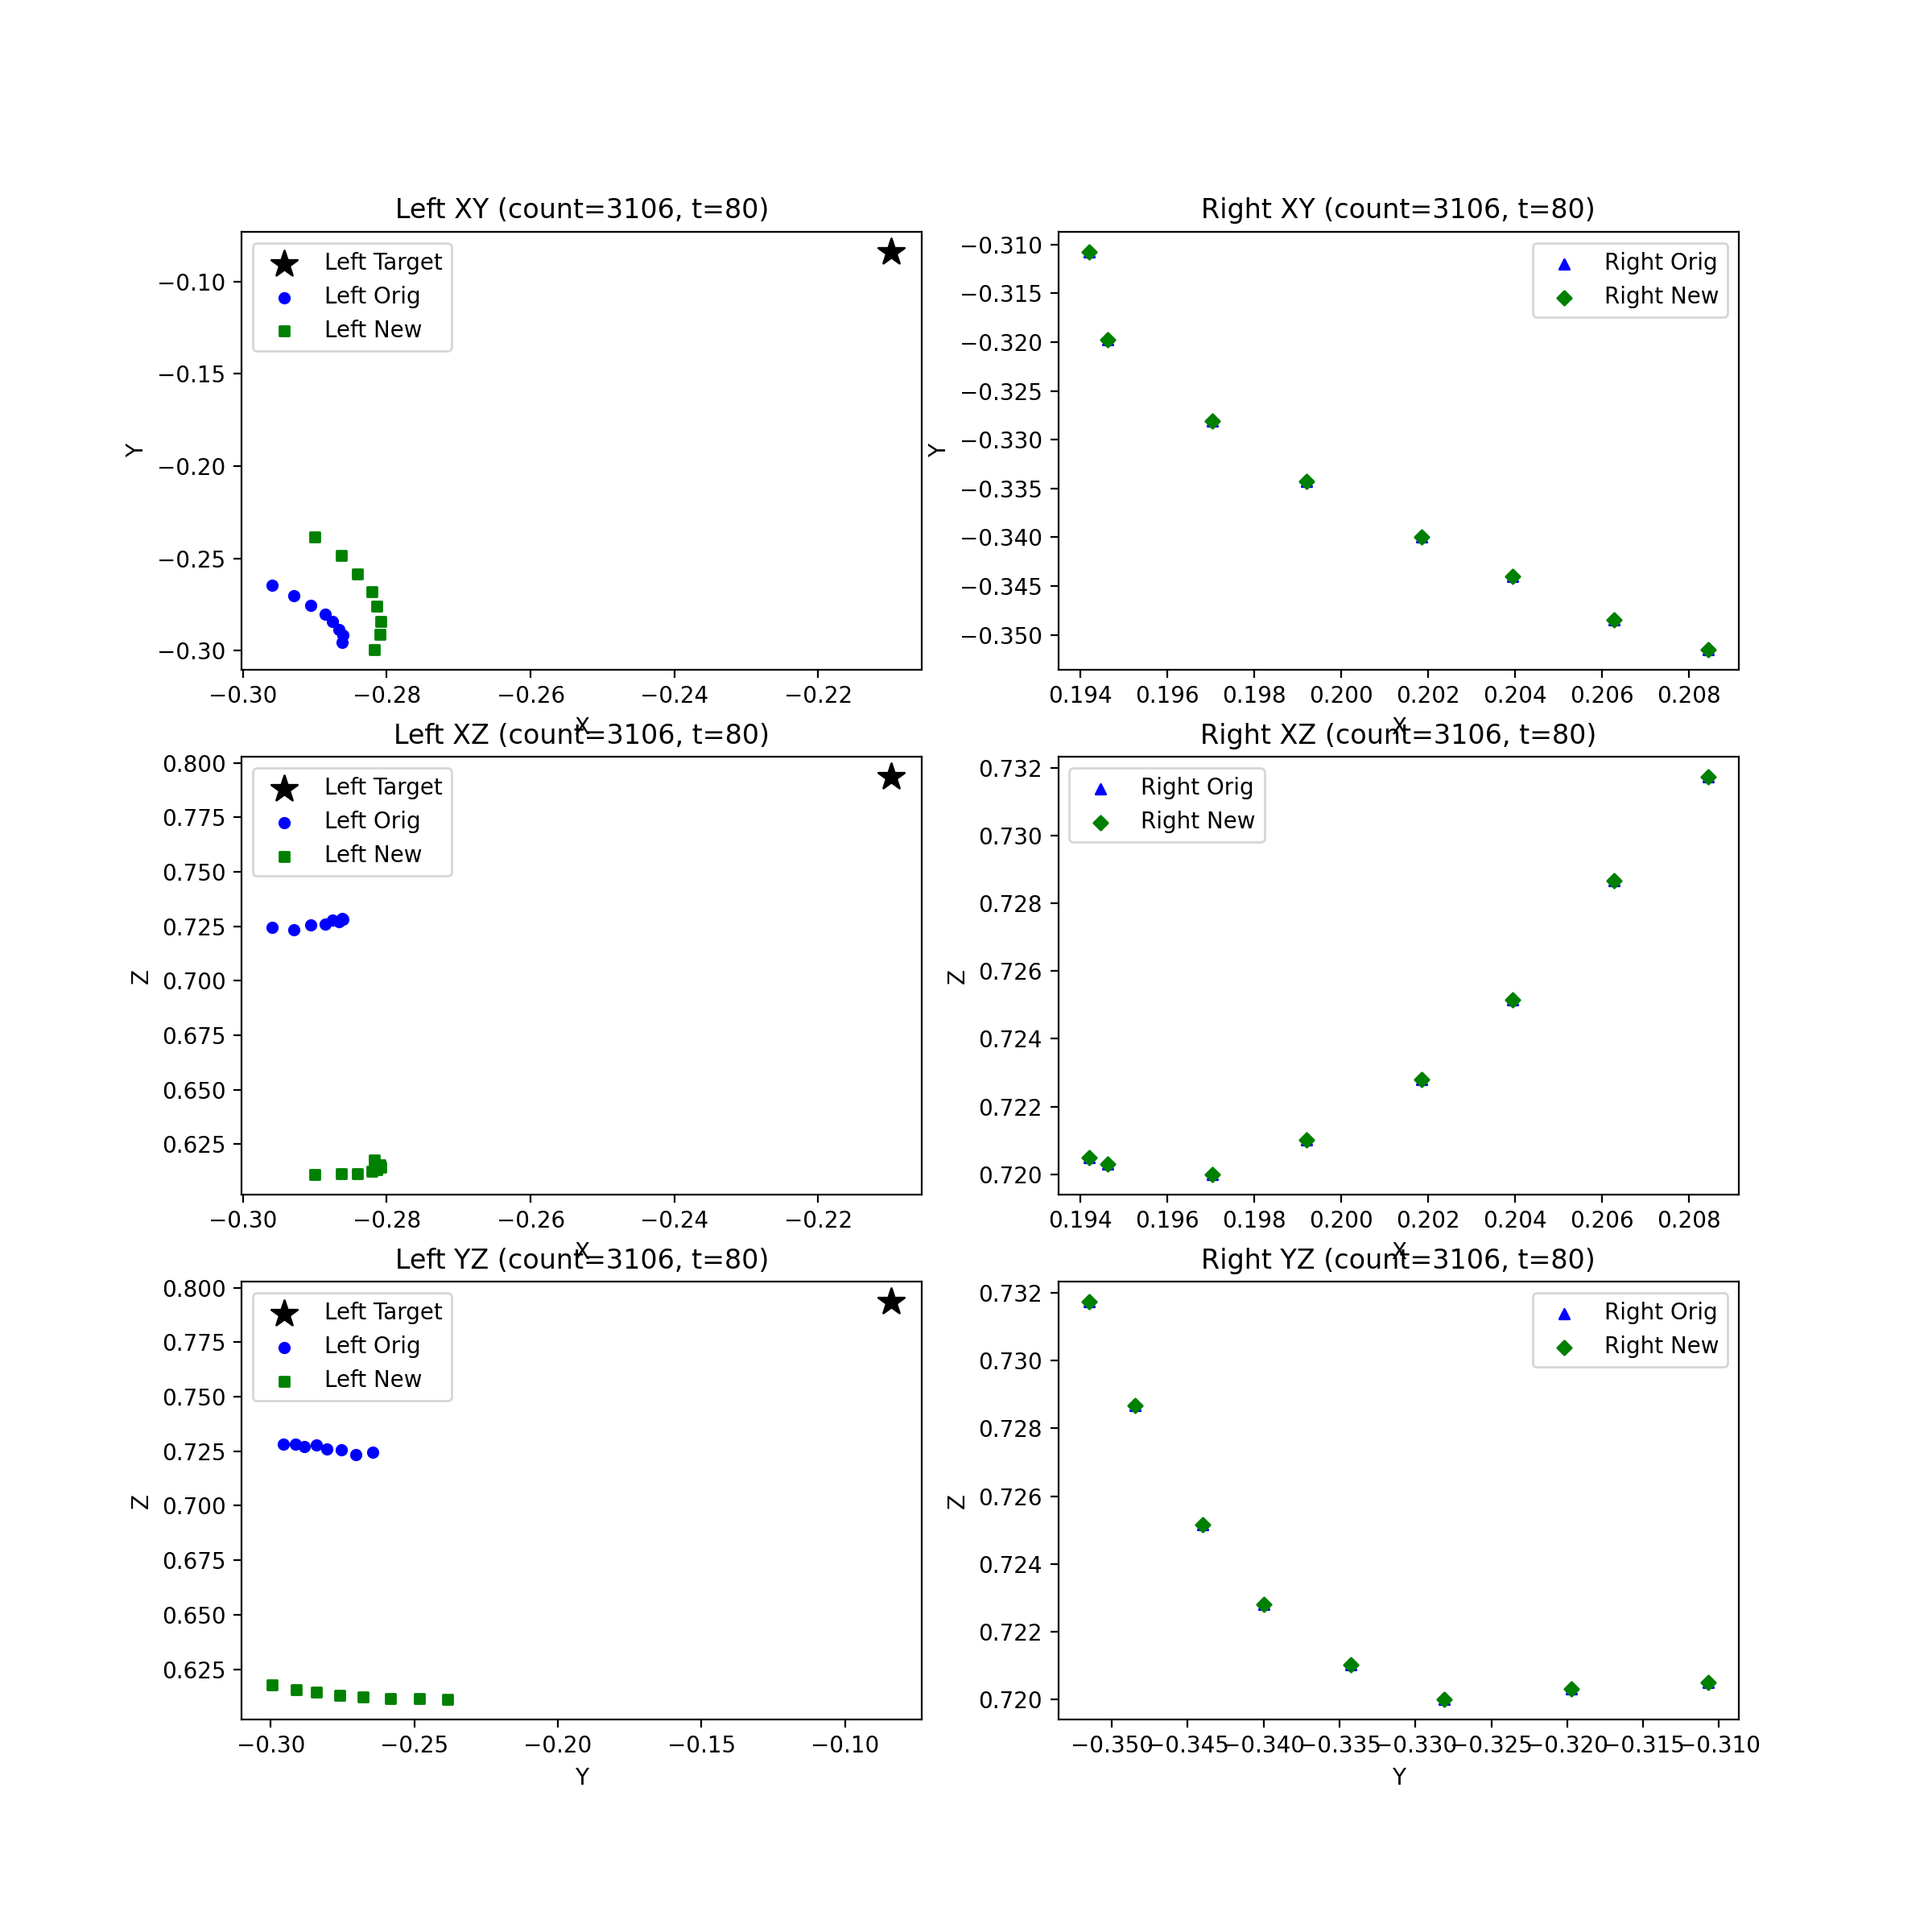 Left XY (count=3106, t=80)
Left Target
Left Orig
Left New
−0.10
−0.15
−0.20
−0.25
−0.30
Y
−0.30 −0.28 −0.26 −0.24 −0.22
X
Right XY (count=3106, t=80)
Right Orig
Right New
−0.310
−0.315
−0.320
−0.325
−0.330
−0.335
−0.340
−0.345
−0.350
Y
0.194 0.196 0.198 0.200 0.202 0.204 0.206 0.208
X
Left XZ (count=3106, t=80)
Left Target
Left Orig
Left New
0.800
0.775
0.750
0.725
0.700
0.675
0.650
0.625
Z
−0.30 −0.28 −0.26 −0.24 −0.22
X
Right XZ (count=3106, t=80)
Right Orig
Right New
0.732
0.730
0.728
0.726
0.724
0.722
0.720
Z
0.194 0.196 0.198 0.200 0.202 0.204 0.206 0.208
X
Left YZ (count=3106, t=80)
Left Target
Left Orig
Left New
0.800
0.775
0.750
0.725
0.700
0.675
0.650
0.625
Z
−0.30 −0.25 −0.20 −0.15 −0.10
Y
Right YZ (count=3106, t=80)
Right Orig
Right New
0.732
0.730
0.728
0.726
0.724
0.722
0.720
Z
−0.350 −0.345 −0.340 −0.335 −0.330 −0.325 −0.320 −0.315 −0.310
Y